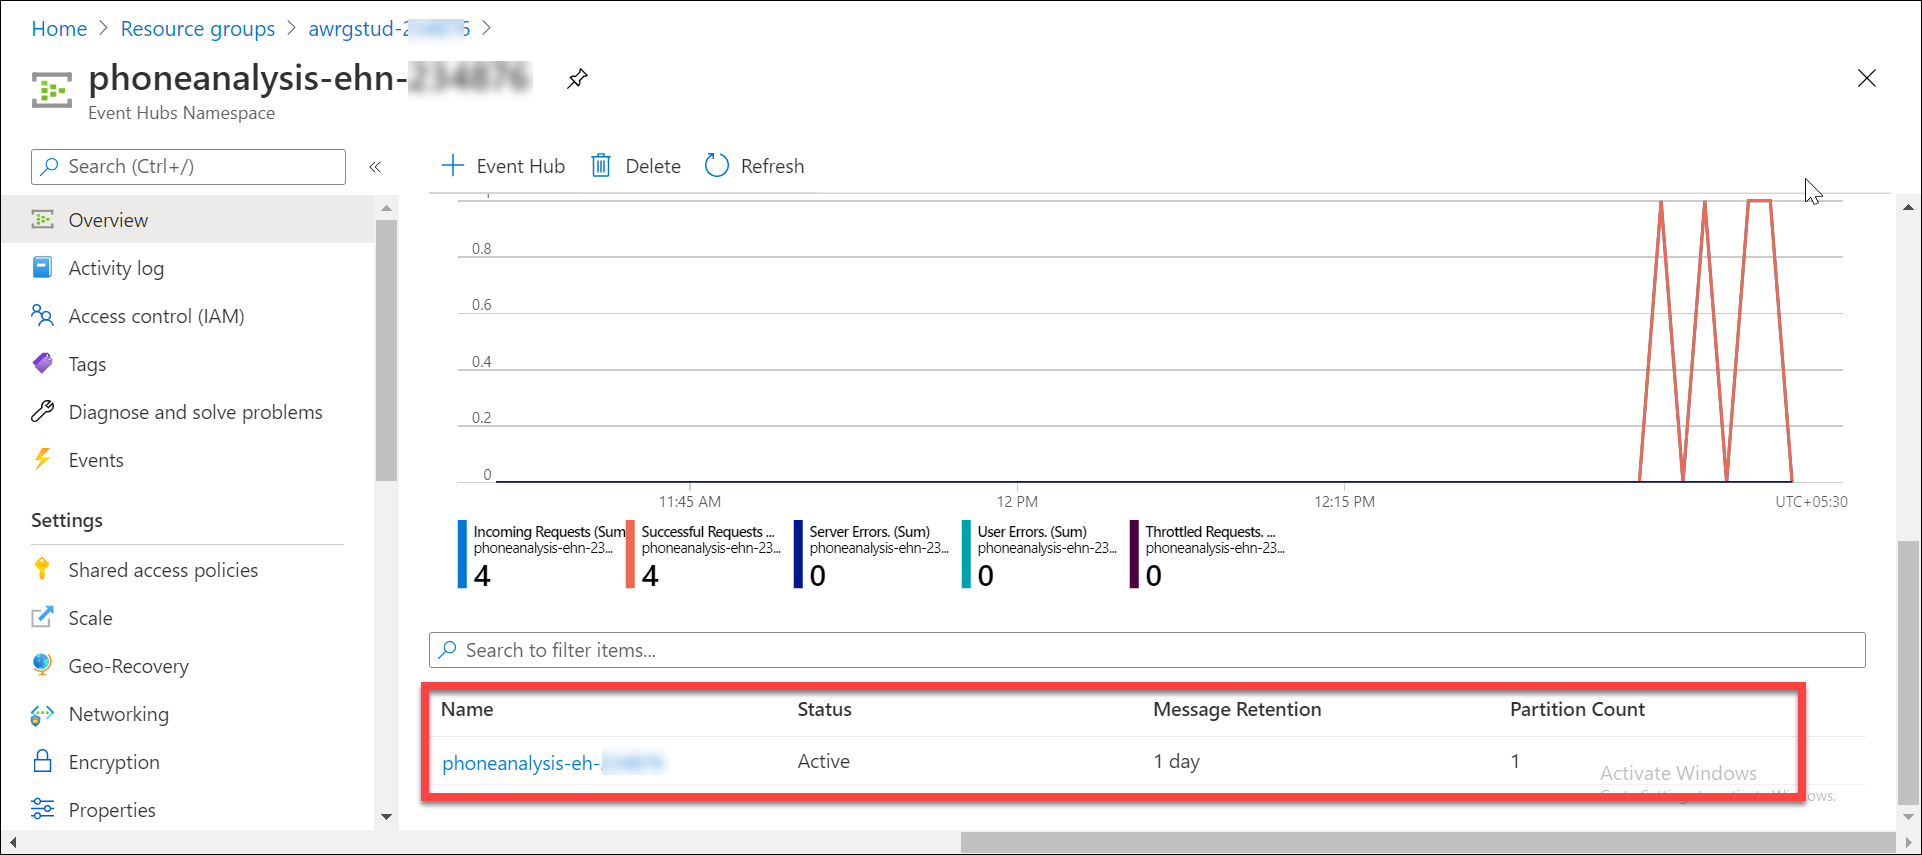 Home > Resource groups > awrgstud- >
phoneanalysis-ehn-
Event Hubs Namespace
Search (Ctrl+/)
«
Event Hub
Delete
Refresh
Overview
Activity log
Access control (IAM)
Tags
Diagnose and solve problems
Events
Settings
Shared access policies
Scale
Geo-Recovery
Networking
Encryption
Properties
0.8
0.6
0.4
0.2
0
11:45 AM
12 PM
12:15 PM
UTC+05:30
Incoming Requests (Sum
phoneanalysis-ehn-23...
4
Successful Requests ...
phoneanalysis-ehn-23...
4
Server Errors. (Sum)
phoneanalysis-ehn-23...
0
User Errors. (Sum)
phoneanalysis-ehn-23...
0
Throttled Requests. ...
phoneanalysis-ehn-23...
0
Search to filter items...
Name Status Message Retention Partition Count
phoneanalysis-eh- Active 1 day 1
Activate Windows